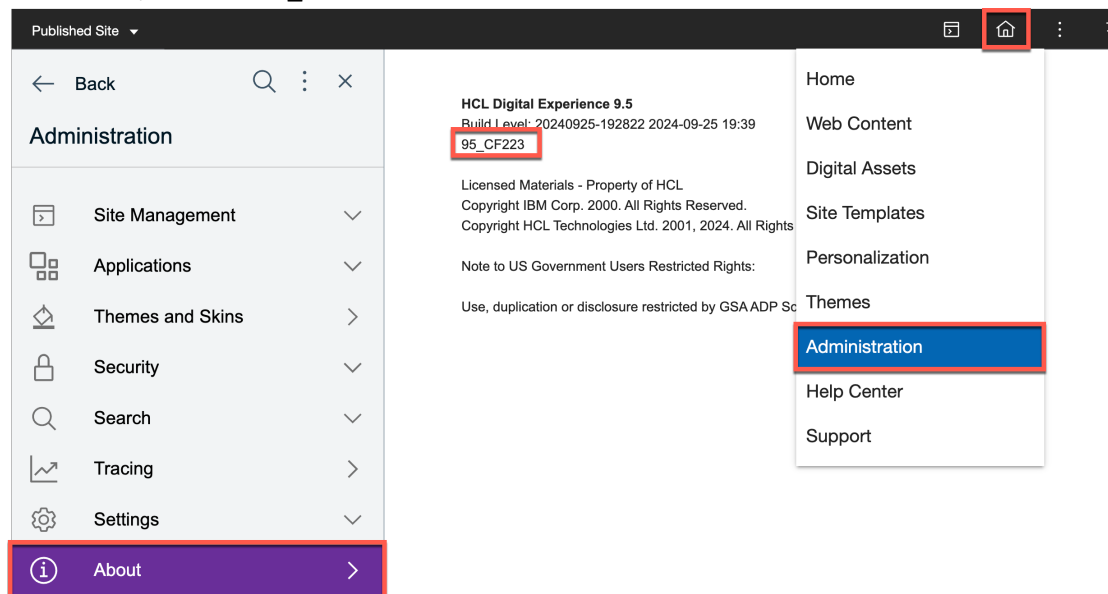 Published Site
Back
Administration
Site Management
Applications
Themes and Skins
Security
Search
Tracing
Settings
About
HCL Digital Experience 9.5
Build Level: 20240925-192822 2024-09-25 19:39
95_CF223
Licensed Materials - Property of HCL
Copyright IBM Corp. 2000. All Rights Reserved.
Copyright HCL Technologies Ltd. 2001, 2024. All Rights
Note to US Government Users Restricted Rights:
Use, duplication or disclosure restricted by GSA ADP Sc
Home
Web Content
Digital Assets
Site Templates
Personalization
Themes
Administration
Help Center
Support